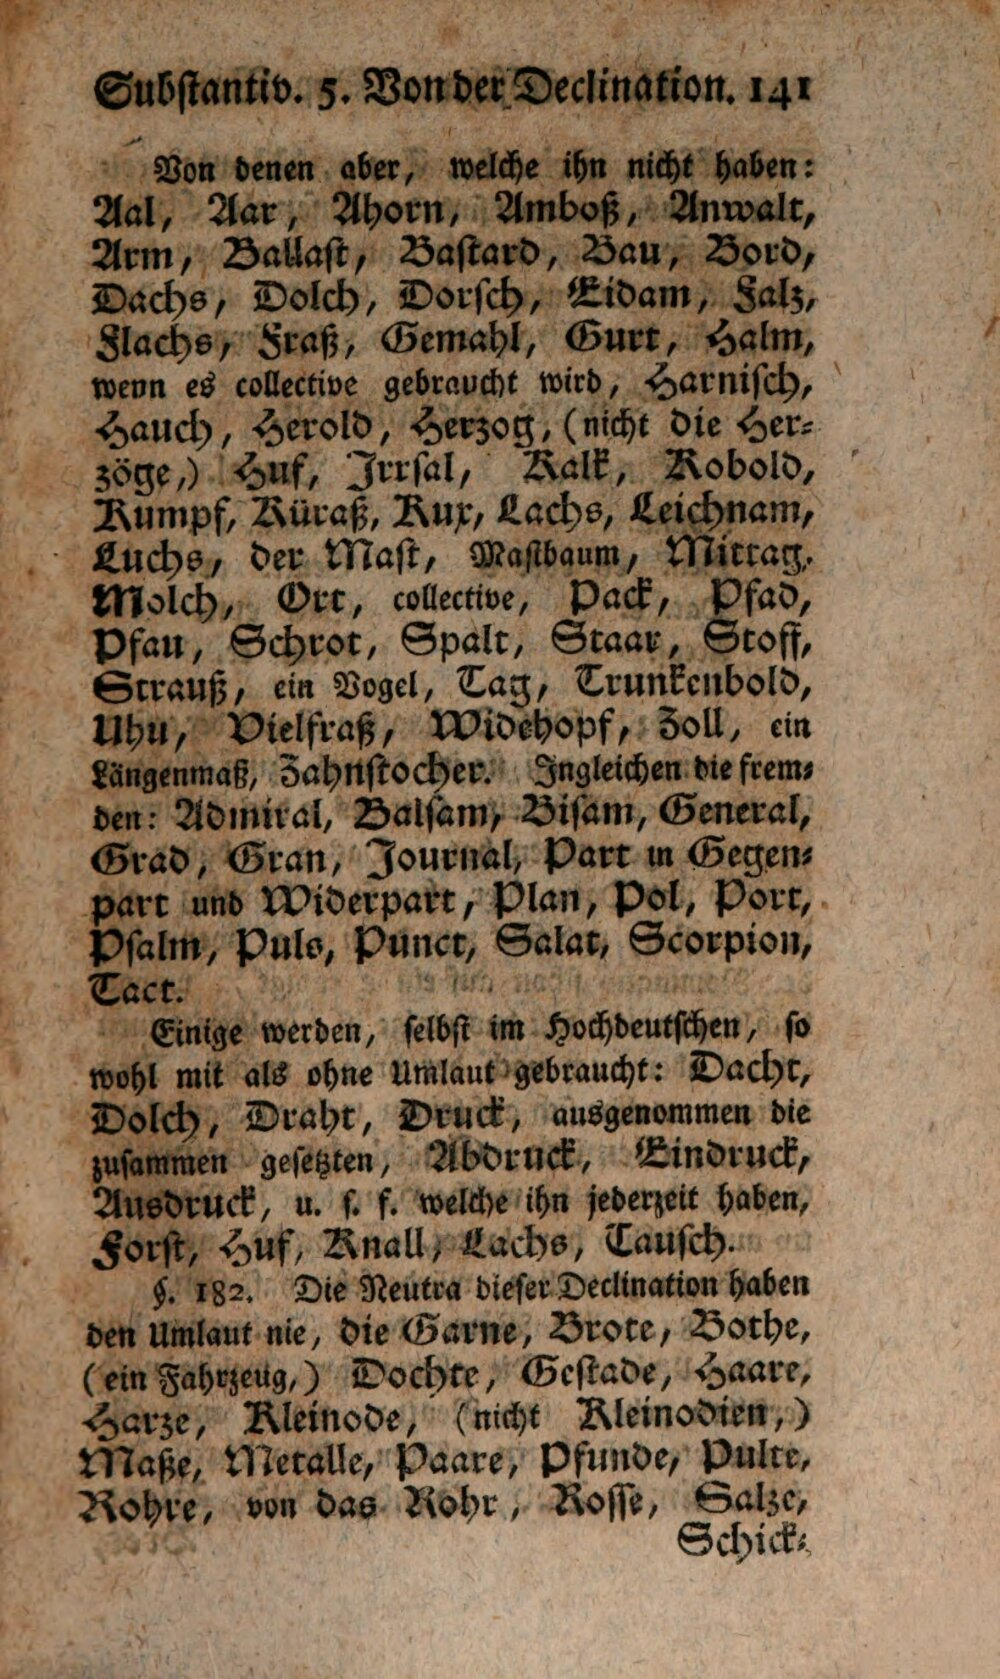 Substantiv. 5. Von der Declination. 141
Von denen aber, welche ihn nicht haben:
Aal, Aar, Ahorn, Amboß, Anwalt,
Arm, Ballast, Bastard, Bau, Bord,
Dachs, Dolch, Dorsch, Eidam, Falz,
Flachs, Fraß, Gemahl, Gurt, Halm,
wenn es collective gebraucht wird, Harnisch,
Hauch, Herold, Herzog, (nicht die Her-
zöge,) Huf, Irrsal, Kalk, Kobold,
Kumpf, Küraß, Kux, Lachs, Leichnam,
Luchs, der Mast, Mastbaum, Mittag,
Molch, Ort, collective, Pack, Pfad,
Pfau, Schrot, Spalt, Staar, Stoff,
Strauß, ein Vogel, Tag, Trunkenbold,
Uhu, Vielfraß, Widehopf, Zoll, ein
Längenmaß, Zahnstocher. Ingleichen die frem-
den: Admiral, Balsam, Bisam, General,
Grad, Gran, Journal, Part in Gegen-
part und Widerpart, Plan, Pol, Port,
Psalm, Puls, Punct, Salat, Scorpion,
Tact.
Einige werden, selbst im Hochdeutschen, so
wohl mit als ohne Umlaut gebraucht: Dacht,
Dolch, Draht, Druck, ausgenommen die
zusammen gesetzten, Abdruck, Eindruck,
Ausdruck, u. s. f. welche ihn jederzeit haben,
Forst, Huf, Knall, Lachs, Tausch.
§. 182. Die Neutra dieser Declination haben
den Umlaut nie, die Garne, Brote, Bothe,
(ein Fahrzeug,) Dochte, Gestade, Haare,
Harze, Kleinode, (nicht Kleinodien,)
Maße, Metalle, Paare, Pfunde, Pulte,
Rohre, von das Rohr, Rosse, Salze,
Schick-